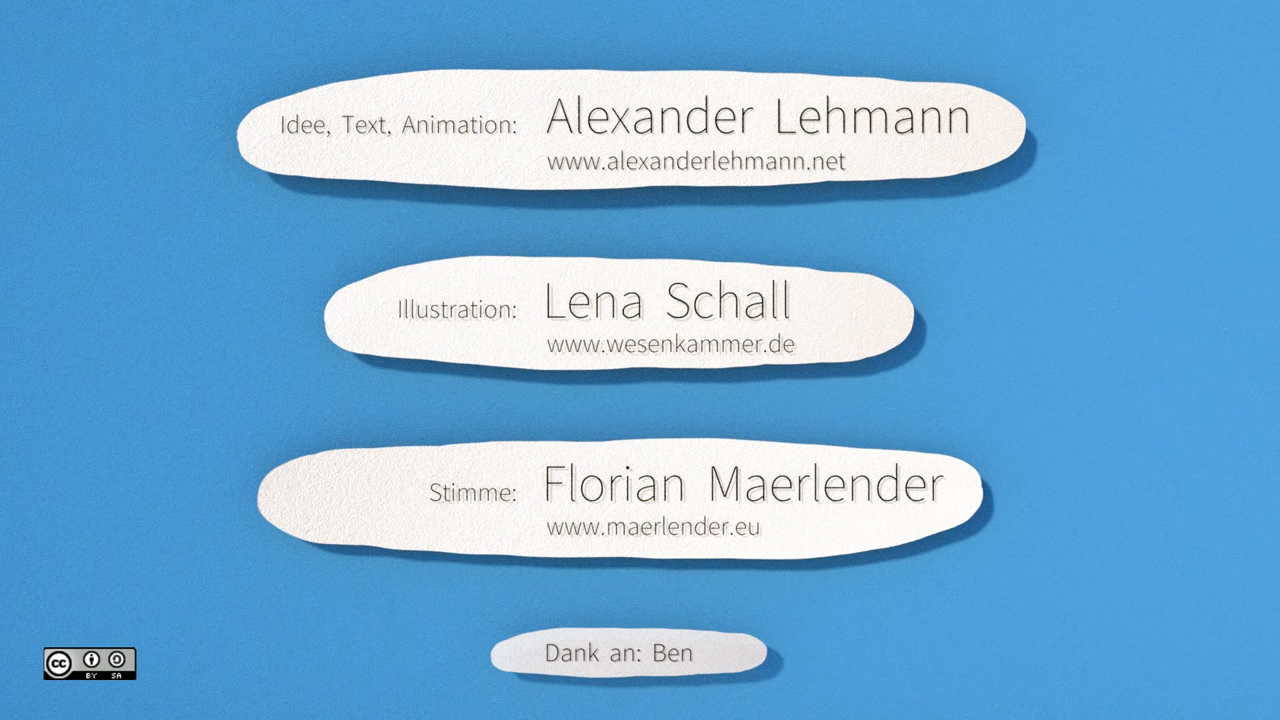 Idee, Text, Animation: Alexander Lehmann
www.alexanderlehmann.net
Illustration: Lena Schall
www.wesenkammer.de
Stimme: Florian Maerlender
www.maerlender.eu
Dank an: Ben
cc BY SA